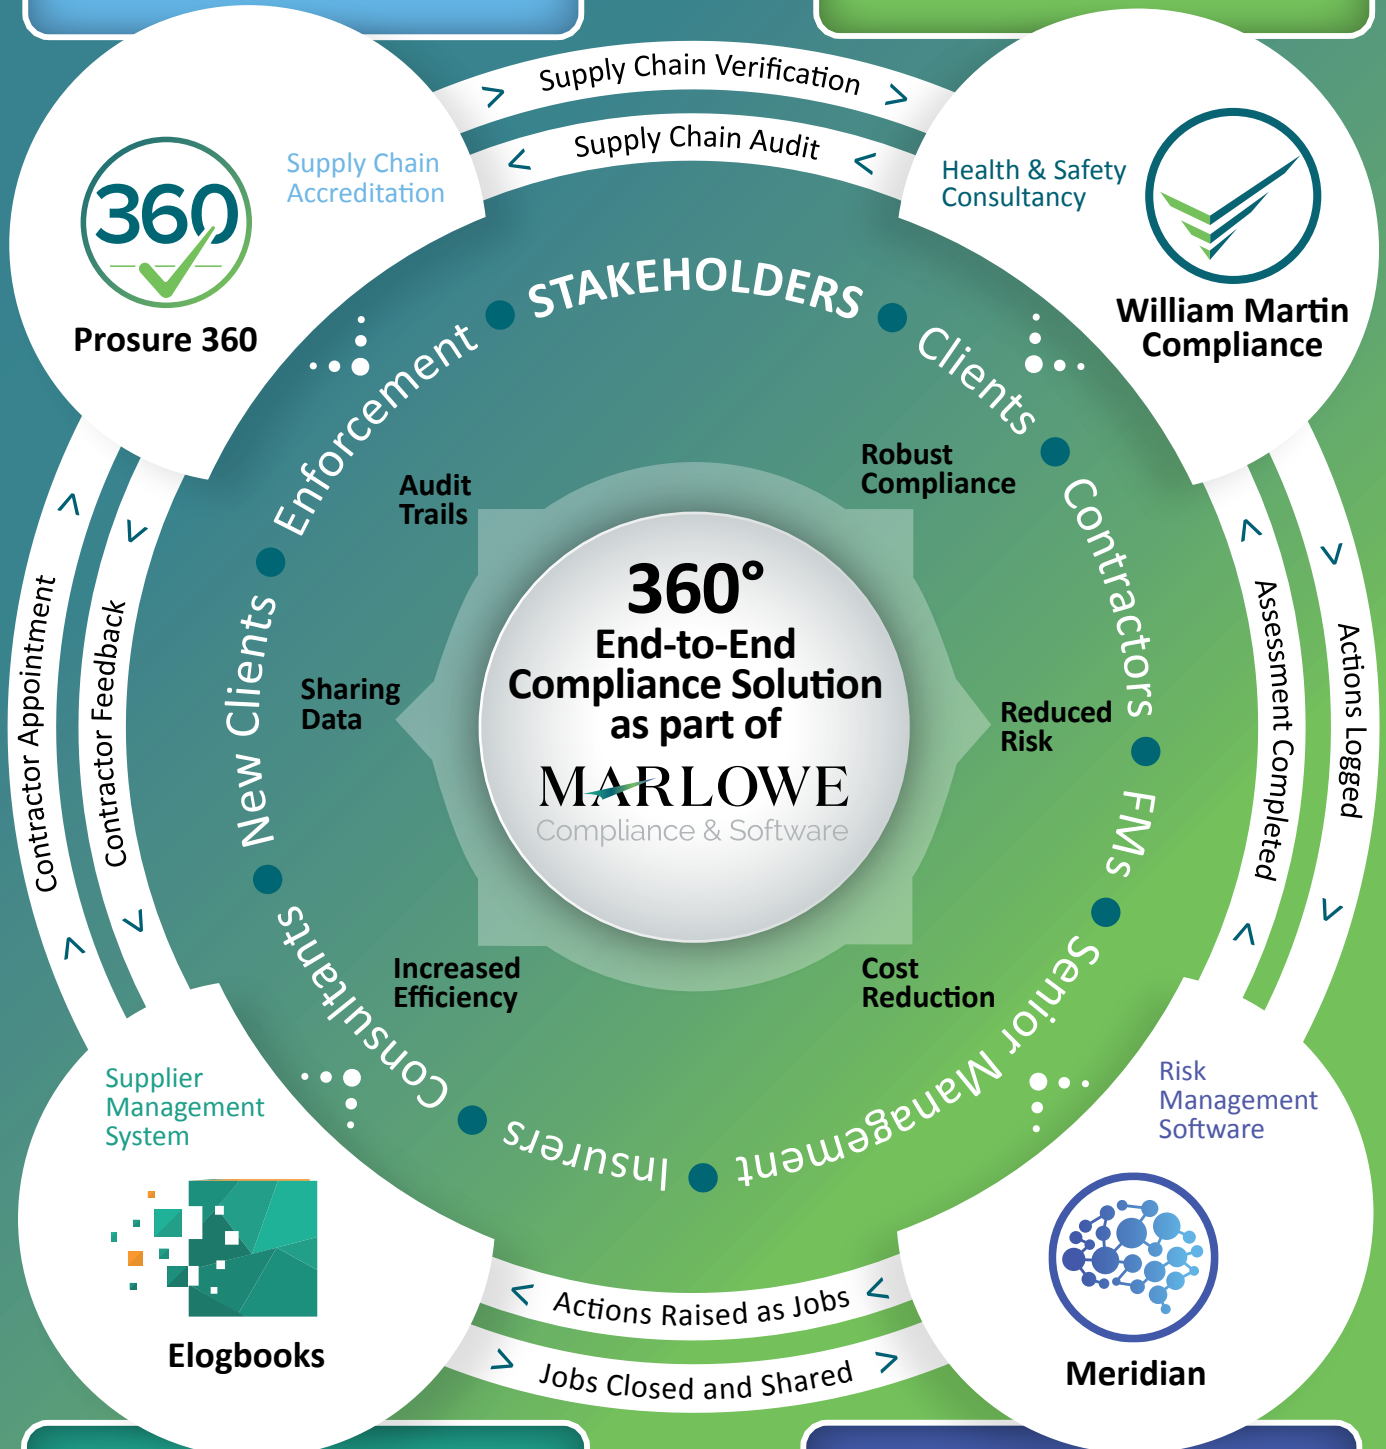 Supply Chain Verification
Supply Chain Audit
Supply Chain
Accreditation
360
Prosure 360
Health & Safety
Consultancy
William Martin
Compliance
STAKEHOLDERS
Clients
Contractors
FMs
Senior Management
Insurers
Consultants
New Clients
Enforcement
Audit
Trails
Robust
Compliance
Sharing
Data
Reduced
Risk
Increased
Efficiency
Cost
Reduction
360°
End-to-End
Compliance Solution
as part of
MARLOWE
Compliance & Software
Contractor Appointment
Contractor Feedback
Assessment Completed
Actions Logged
Supplier
Management
System
Elogbooks
Risk
Management
Software
Meridian
Actions Raised as Jobs
Jobs Closed and Shared